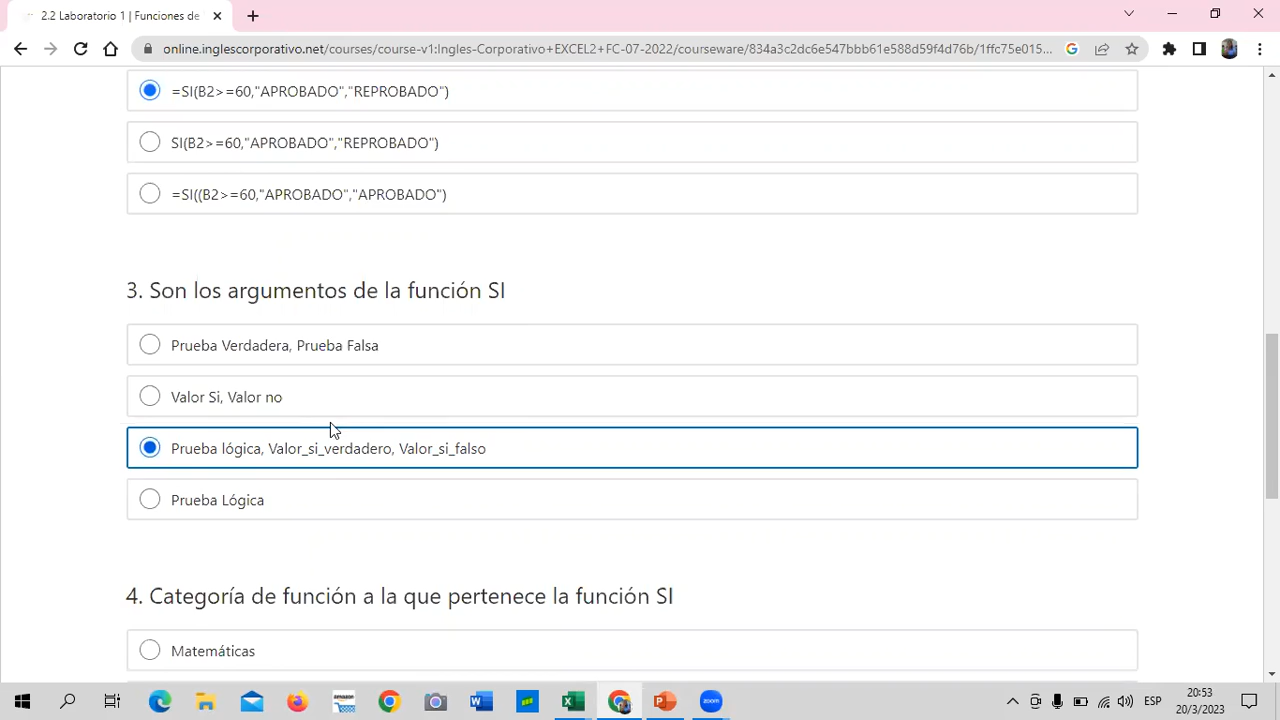 2.2 Laboratorio 1 | Funciones de
online.inglescorporativo.net/courses/course-v1:Ingles-Corporativo+EXCEL2+FC-07-2022/courseware/834a3c2dc6e547bbb61e588d59f4d76b/1ffc75e015...
=SI(B2>=60,"APROBADO","REPROBADO")
SI(B2>=60,"APROBADO","REPROBADO")
=SI((B2>=60,"APROBADO","APROBADO")
3. Son los argumentos de la función SI
Prueba Verdadera, Prueba Falsa
Valor Si, Valor no
Prueba lógica, Valor_si_verdadero, Valor_si_falso
Prueba Lógica
4. Categoría de función a la que pertenece la función SI
Matemáticas
amazon
ESP
20:53
20/3/2023